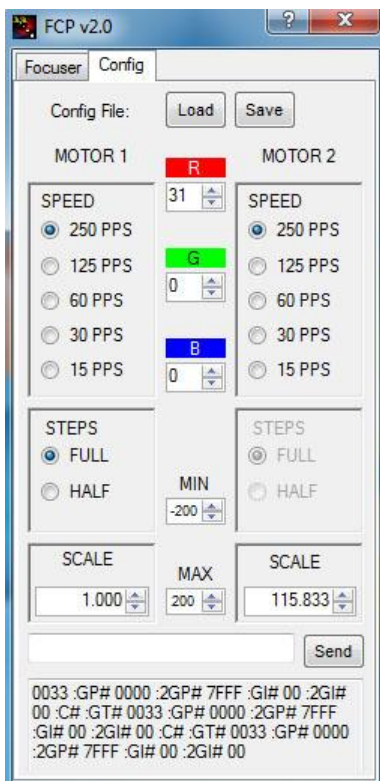 FCP v2.0
? X
Focuser Config
Config File: Load Save
MOTOR 1
R
MOTOR 2
31
SPEED
250 PPS
125 PPS
60 PPS
30 PPS
15 PPS
G
0
B
0
SPEED
250 PPS
125 PPS
60 PPS
30 PPS
15 PPS
STEPS
FULL
HALF
MIN
-200
STEPS
FULL
HALF
SCALE
1.000
MAX
200
SCALE
115.833
Send
0033 :GP# 0000 :2GP# 7FFF :GI# 00 :2GI#
00 :C# :GT# 0033 :GP# 0000 :2GP# 7FFF
:GI# 00 :2GI# 00 :C# :GT# 0033 :GP# 0000
:2GP# 7FFF :GI# 00 :2GI# 00